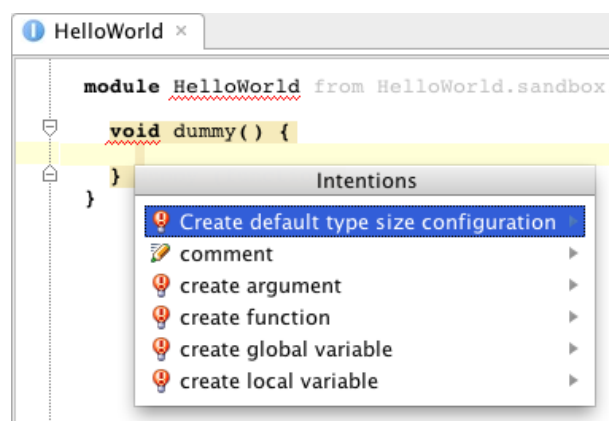 HelloWorld ×
module HelloWorld from HelloWorld.sandbox
void dummy() {
}
}
Intentions
Create default type size configuration
comment
create argument
create function
create global variable
create local variable